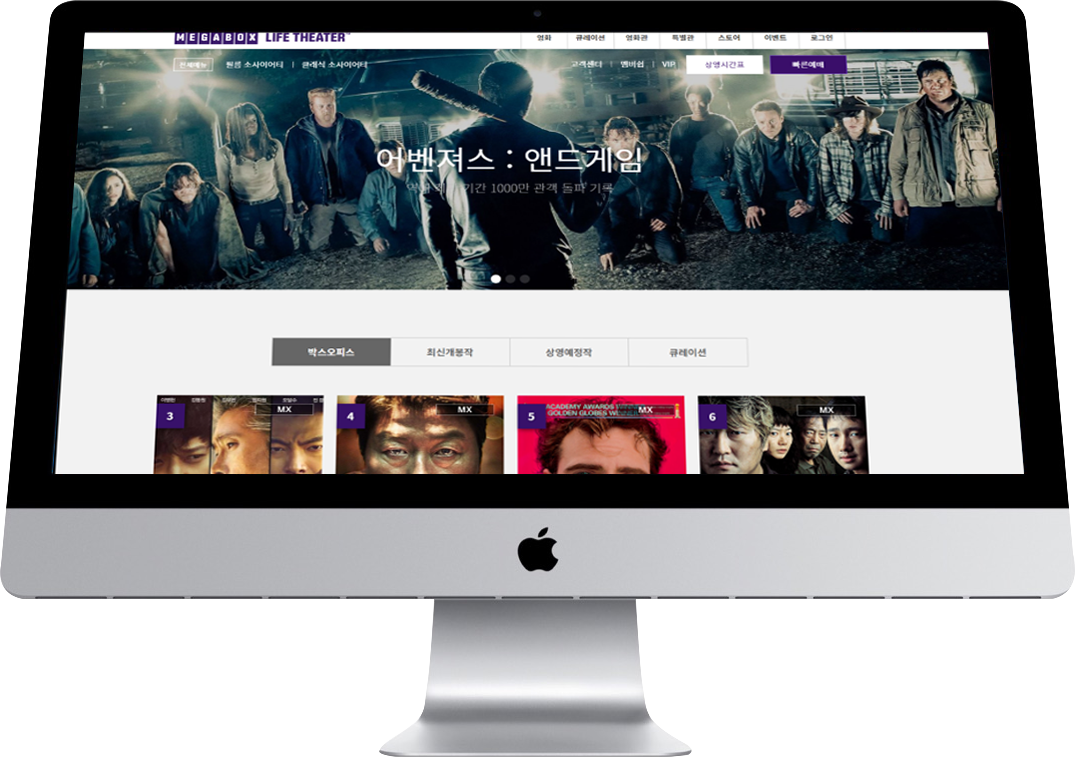 MEGABOX LIFE THEATER
영화 큐레이션 영화관 특별관 스토어 이벤트 로그인
전체메뉴 필름 소사이어티 | 클래식 소사이어티
고객센터 | 멤버쉽 | VIP 상영시간표 빠른예매
어벤져스 : 앤드게임
기간 1000만 관객 돌파 기록
박스오피스 최신개봉작 상영예정작 큐레이션
3 MX
4 MX
5 ACADEMY AWARDS MX
GOLDEN GLOBES
6 MX